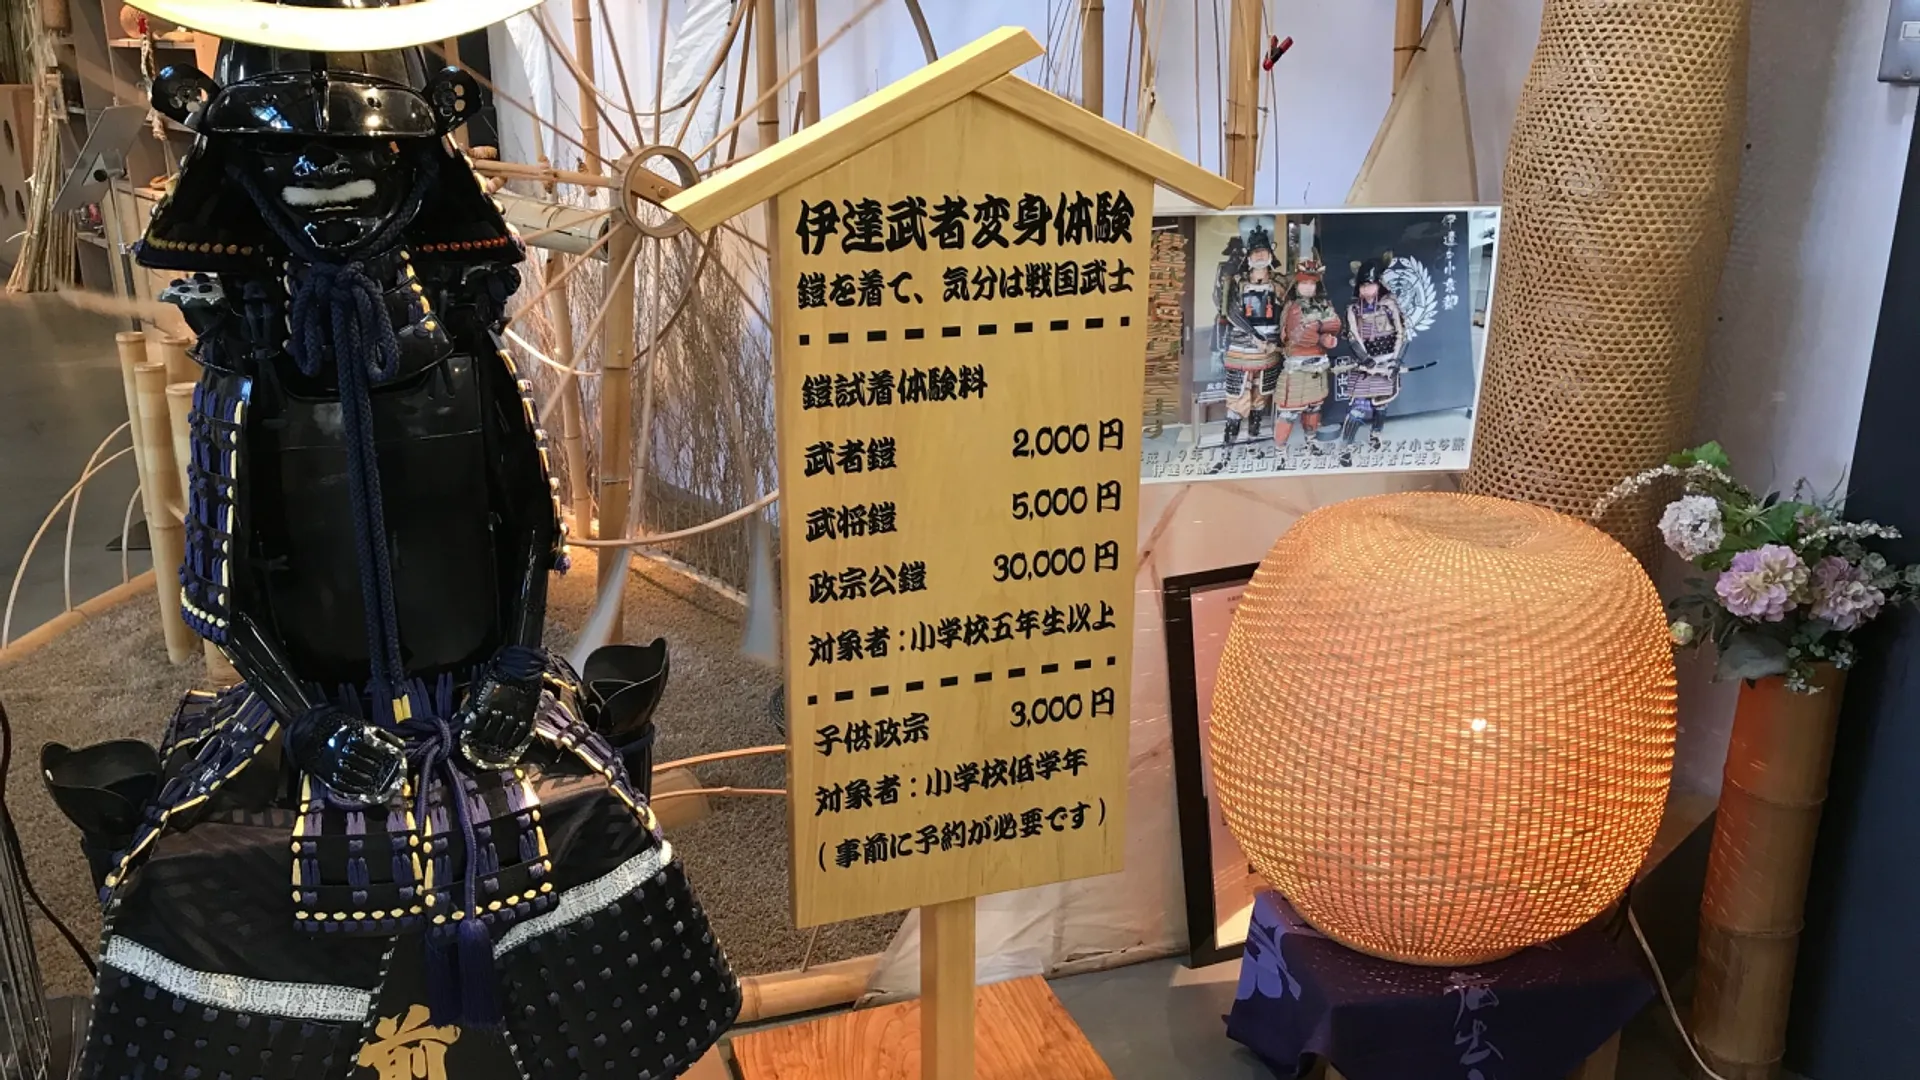 伊達武者変身体験
鎧を着て、気分は戦国武士
鎧試着体験料
武者鎧 2,000円
武将鎧 5,000円
政宗公鎧 30,000円
対象者：小学校五年生以上
子供政宗 3,000円
対象者：小学校低学年
（事前に予約が必要です）
前